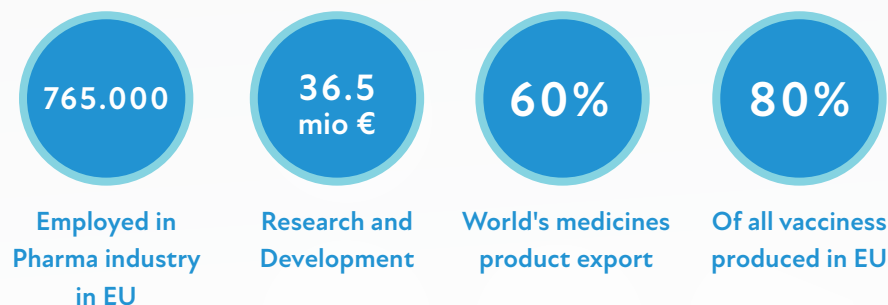 765.000
Employed in
Pharma industry
in EU
36.5
mio €
Research and
Development
60%
World's medicines
product export
80%
Of all vacciness
produced in EU